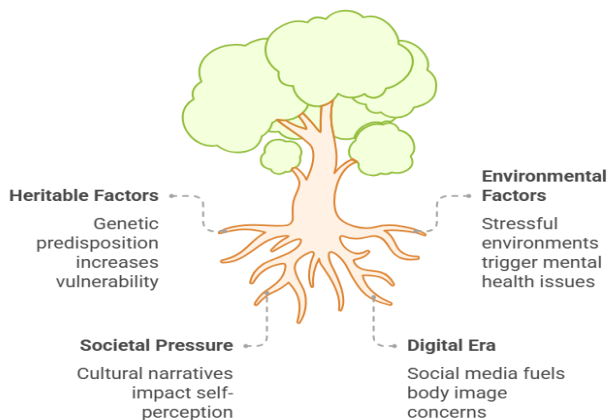 Heritable Factors
Genetic
predisposition
increases
vulnerability
Environmental
Factors
Stressful
environments
trigger mental
health issues
Societal Pressure
Cultural narratives
impact self-
perception
Digital Era
Social media fuels
body image
concerns